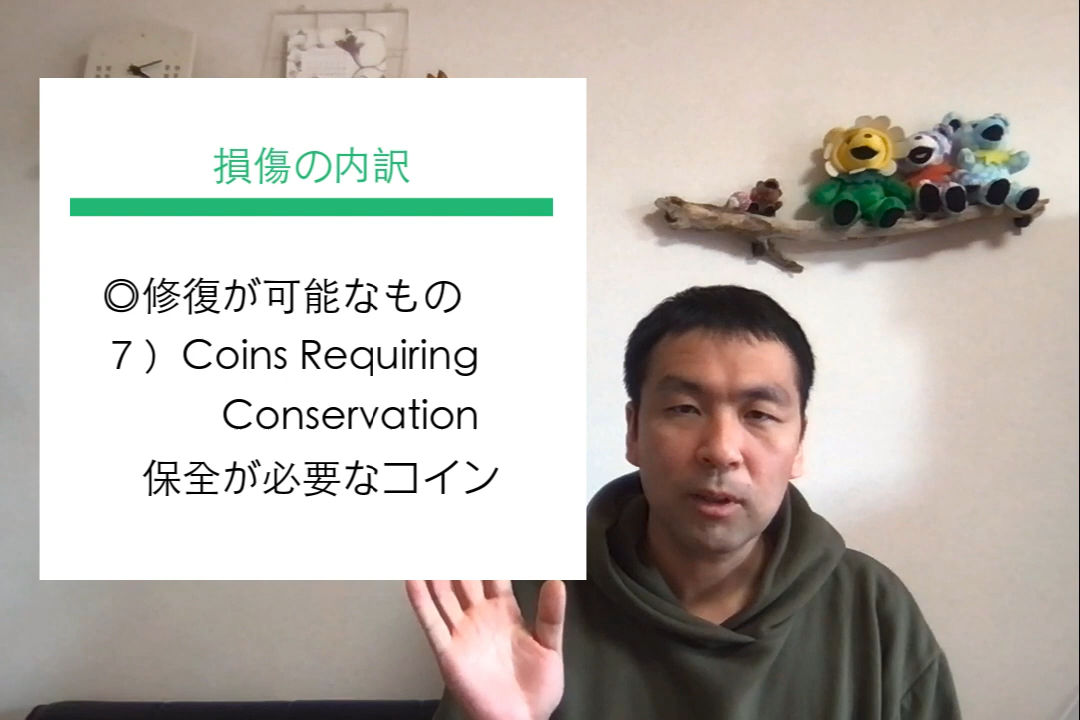 損傷の内訳
◎修復が可能なもの
７）Coins Requiring
Conservation
保全が必要なコイン